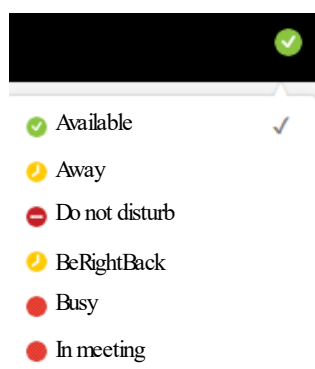 Available
Away
Do not disturb
BeRightBack
Busy
In meeting